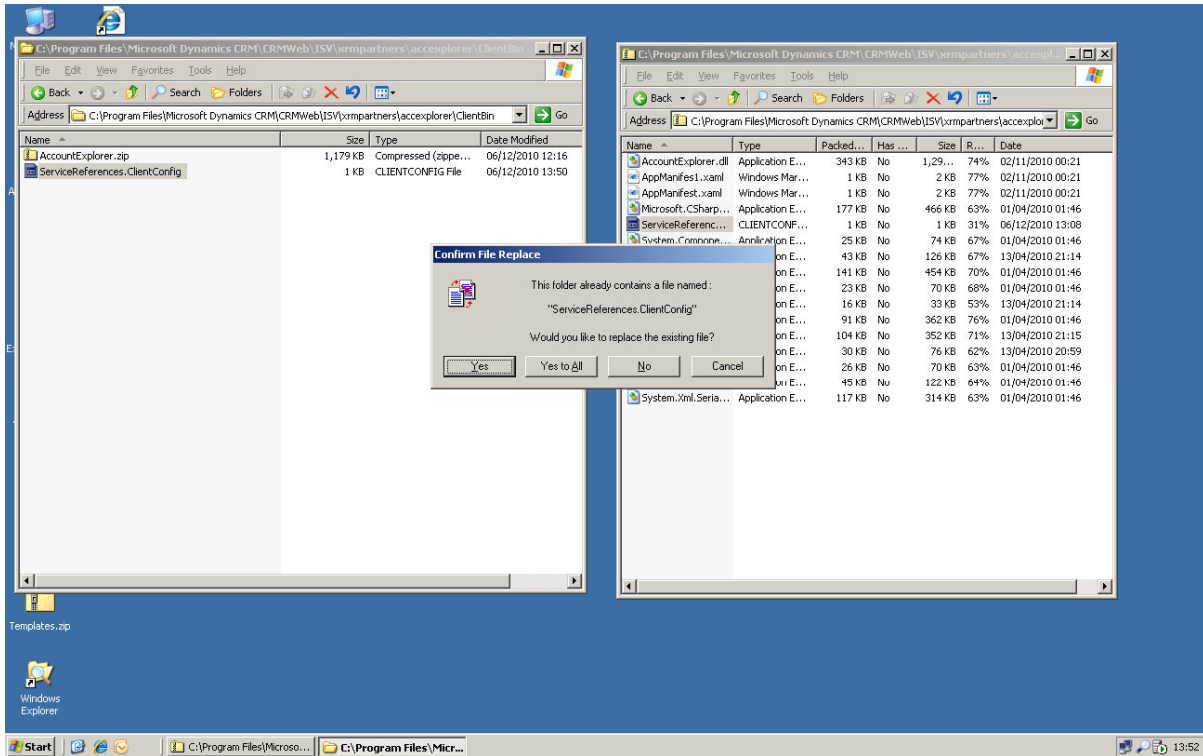 C:\Program Files\Microsoft Dynamics CRM\CRMWeb\ISV\xrmpartners\accexplorer\ClientBin
File Edit View Favorites Tools Help
Back Search Folders
Address C:\Program Files\Microsoft Dynamics CRM\CRMWeb\ISV\xrmpartners\accexplorer\ClientBin Go
Name Size Type Date Modified
AccountExplorer.zip 1,179 KB Compressed (zippe... 06/12/2010 12:16
ServiceReferences.ClientConfig 1 KB CLIENTCONFIG File 06/12/2010 13:50
C:\Program Files\Microsoft Dynamics CRM\CRMWeb\ISV\xrmpartners\accexpl...
File Edit View Favorites Tools Help
Back Search Folders
Address C:\Program Files\Microsoft Dynamics CRM\CRMWeb\ISV\xrmpartners\accexplo Go
Name Type Packed... Has ... Size R... Date
AccountExplorer.dll Application E... 343 KB No 1,29... 74% 02/11/2010 00:21
AppManifes1.xaml Windows Mar... 1 KB No 2 KB 77% 02/11/2010 00:21
AppManifest.xaml Windows Mar... 1 KB No 2 KB 77% 02/11/2010 00:21
Microsoft.CSharp... Application E... 177 KB No 466 KB 63% 01/04/2010 01:46
ServiceReferenc... CLIENTCONF... 1 KB No 1 KB 31% 06/12/2010 13:08
System.Compone... Application E... 25 KB No 74 KB 67% 01/04/2010 01:46
on E... 43 KB No 126 KB 67% 13/04/2010 21:14
on E... 141 KB No 454 KB 70% 01/04/2010 01:46
on E... 23 KB No 70 KB 68% 01/04/2010 01:46
on E... 16 KB No 33 KB 53% 13/04/2010 21:14
on E... 91 KB No 362 KB 76% 01/04/2010 01:46
on E... 104 KB No 352 KB 71% 13/04/2010 21:15
on E... 30 KB No 76 KB 62% 13/04/2010 20:59
on E... 26 KB No 70 KB 63% 01/04/2010 01:46
on E... 45 KB No 122 KB 64% 01/04/2010 01:46
System.Xml.Seria... Application E... 117 KB No 314 KB 63% 01/04/2010 01:46
Confirm File Replace
This folder already contains a file named :
"ServiceReferences.ClientConfig"
Would you like to replace the existing file?
Yes Yes to All No Cancel
Templates.zip
Windows
Explorer
Start C:\Program Files\Microso... C:\Program Files\Micr... 13:52